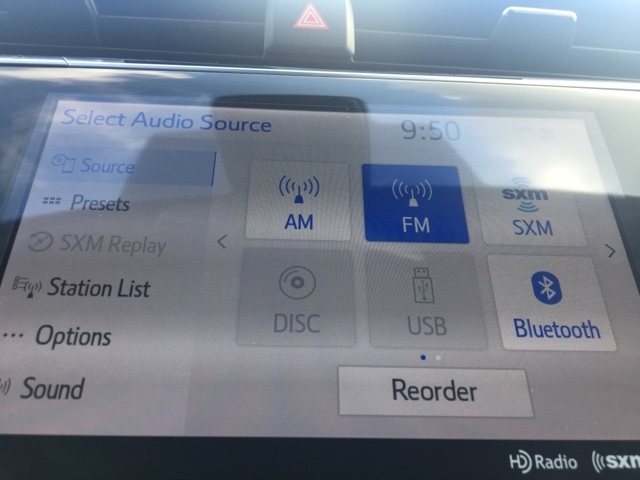 Select Audio Source
9:50
Source
Presets
SXM Replay
Station List
Options
Sound
AM
FM
sxm
SXM
DISC
USB
Bluetooth
Reorder
HD Radio
sxm